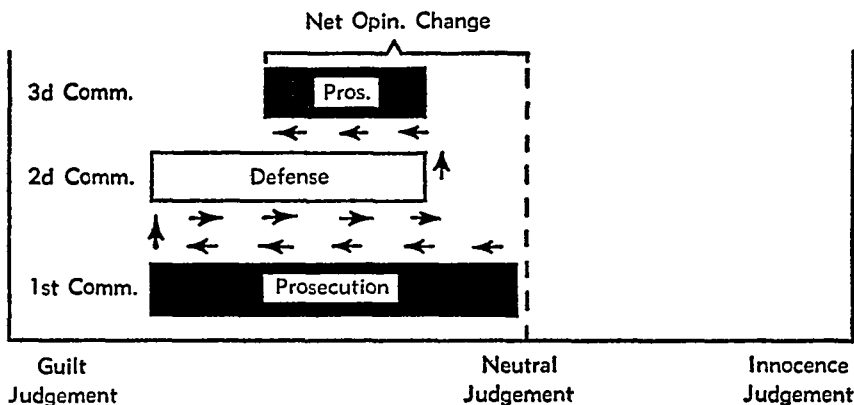 Net Opin. Change
3d Comm.
Pros.
2d Comm.
Defense
1st Comm.
Prosecution
Guilt
Judgement
Neutral
Judgement
Innocence
Judgement